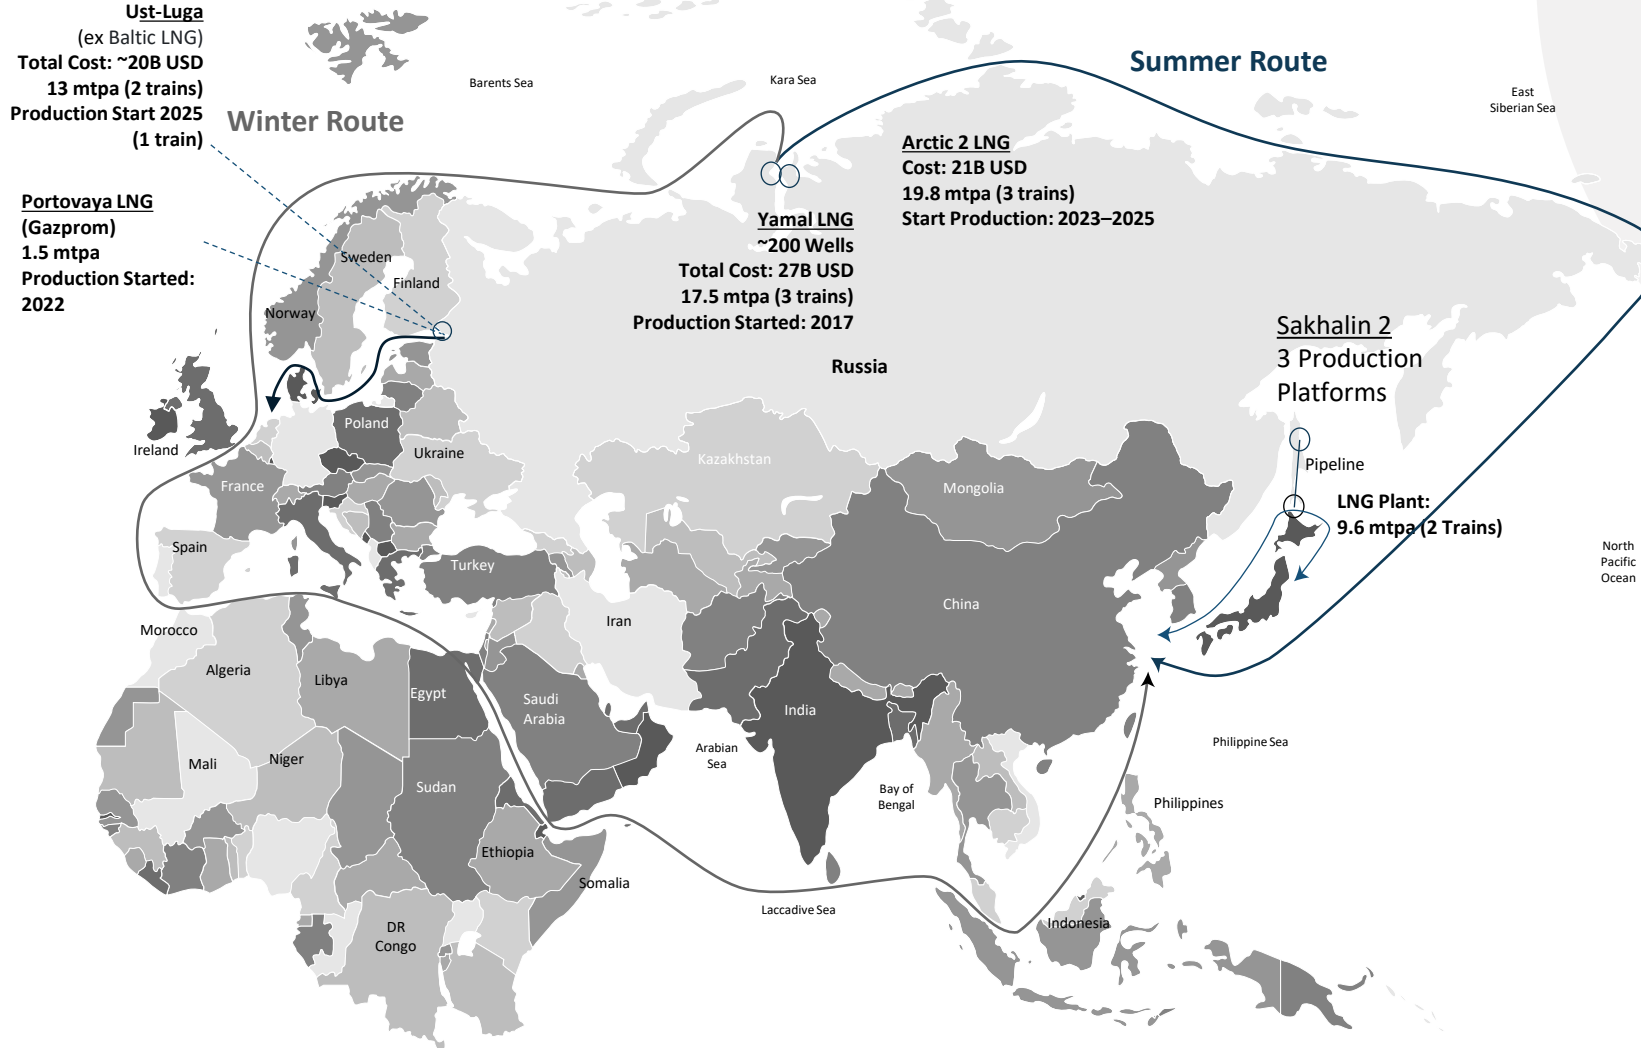 Ust-Luga
(ex Baltic LNG)
Total Cost: ~20B USD
13 mtpa (2 trains)
Production Start 2025
(1 train)
Winter Route
Portovaya LNG
(Gazprom)
1.5 mtpa
Production Started:
2022
Barents Sea
Kara Sea
Summer Route
East
Siberian Sea
Arctic 2 LNG
Cost: 21B USD
19.8 mtpa (3 trains)
Start Production: 2023–2025
Yamal LNG
~200 Wells
Total Cost: 27B USD
17.5 mtpa (3 trains)
Production Started: 2017
Sweden
Finland
Norway
Russia
Sakhalin 2
3 Production
Platforms
Pipeline
LNG Plant:
9.6 mtpa (2 Trains)
North
Pacific
Ocean
Ireland
Poland
Ukraine
France
Spain
Turkey
Kazakhstan
Mongolia
China
Iran
Morocco
Algeria
Libya
Egypt
Saudi
Arabia
India
Mali
Niger
Sudan
Arabian
Sea
Bay of
Bengal
Philippine Sea
Philippines
Ethiopia
Somalia
Laccadive Sea
DR
Congo
Indonesia